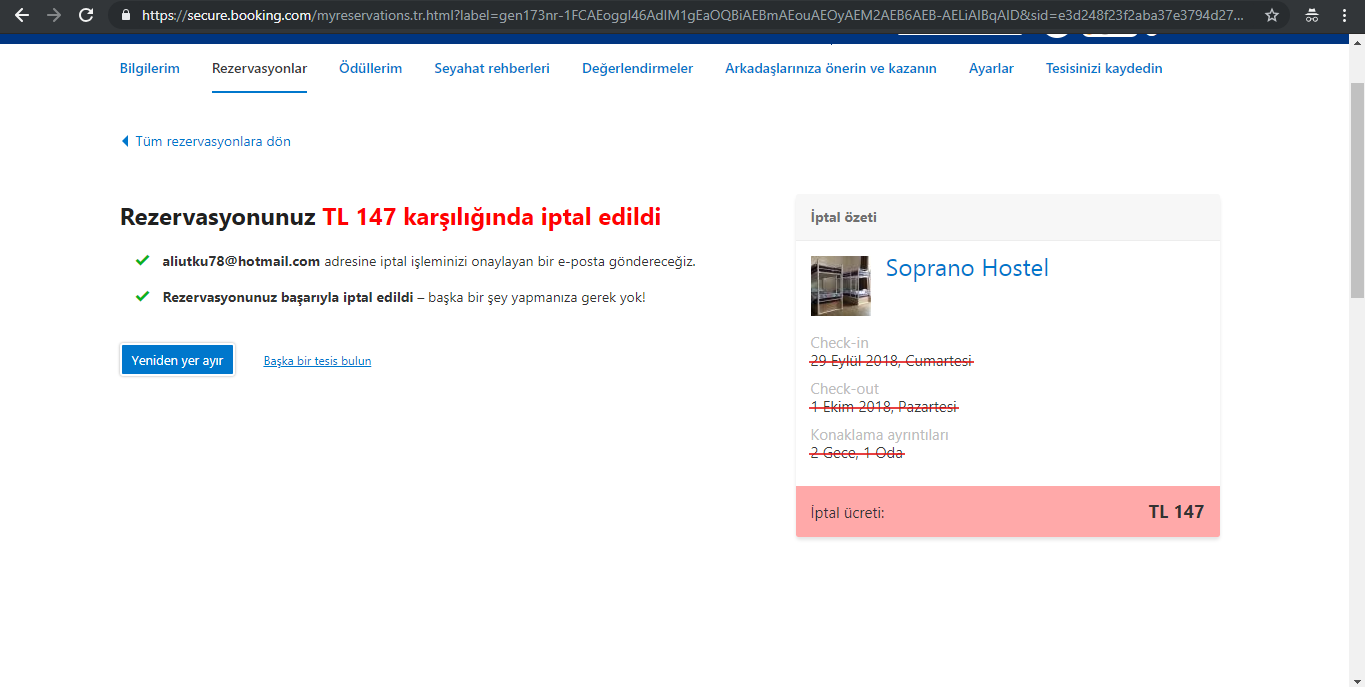 https://secure.booking.com/myreservations.tr.html?label=gen173nr-1FCAEoggI46AdIM1gEaOQBiAEBmAEouAEOyAEM2AEB6AEB-AELiAIBqAID&sid=e3d248f23f2aba37e3794d27...
Bilgilerim Rezervasyonlar Ödüllerim Seyahat rehberleri Değerlendirmeler Arkadaşlarınıza önerin ve kazanın Ayarlar Tesisinizi kaydedin
Tüm rezervasyonlara dön
Rezervasyonunuz TL 147 karşılığında iptal edildi
aliutku78@hotmail.com adresine iptal işleminizi onaylayan bir e-posta göndereceğiz.
Rezervasyonunuz başarıyla iptal edildi – başka bir şey yapmanıza gerek yok!
Yeniden yer ayır
Başka bir tesis bulun
İptal özeti
Soprano Hostel
Check-in
29 Eylül 2018, Cumartesi
Check-out
1 Ekim 2018, Pazartesi
Konaklama ayrıntıları
2 Gece, 1 Oda
İptal ücreti: TL 147